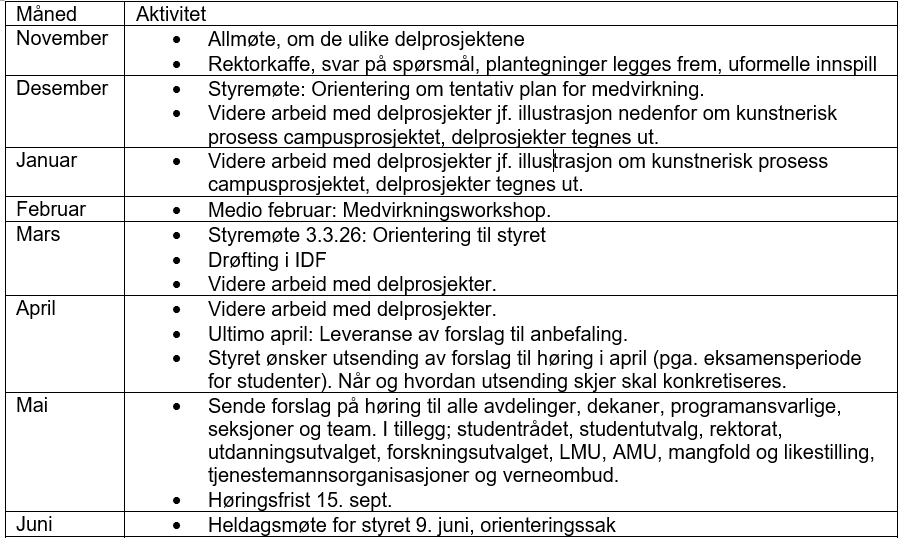 Måned Aktivitet
November • Allmøte, om de ulike delprosjektene
• Rektorkaffe, svar på spørsmål, plantegninger legges frem, uformelle innspill
Desember • Styremøte: Orientering om tentativ plan for medvirkning.
• Videre arbeid med delprosjekter jf. illustrasjon nedenfor om kunstnerisk
prosess campusprosjektet, delprosjekter tegnes ut.
Januar • Videre arbeid med delprosjekter jf. illustrasjon om kunstnerisk prosess
campusprosjektet, delprosjekter tegnes ut.
Februar • Medio februar: Medvirkningsworkshop.
Mars • Styremøte 3.3.26: Orientering til styret
• Drøfting i IDF
• Videre arbeid med delprosjekter.
April • Videre arbeid med delprosjekter.
• Ultimo april: Leveranse av forslag til anbefaling.
• Styret ønsker utsending av forslag til høring i april (pga. eksamensperiode
for studenter). Når og hvordan utsending skjer skal konkretiseres.
Mai • Sende forslag på høring til alle avdelinger, dekaner, programansvarlige,
seksjoner og team. I tillegg; studentrådet, studentutvalg, rektorat,
utdanningsutvalget, forskningsutvalget, LMU, AMU, mangfold og likestilling,
tjenestemannsorganisasjoner og verneombud.
• Høringsfrist 15. sept.
Juni • Heldagsmøte for styret 9. juni, orienteringssak